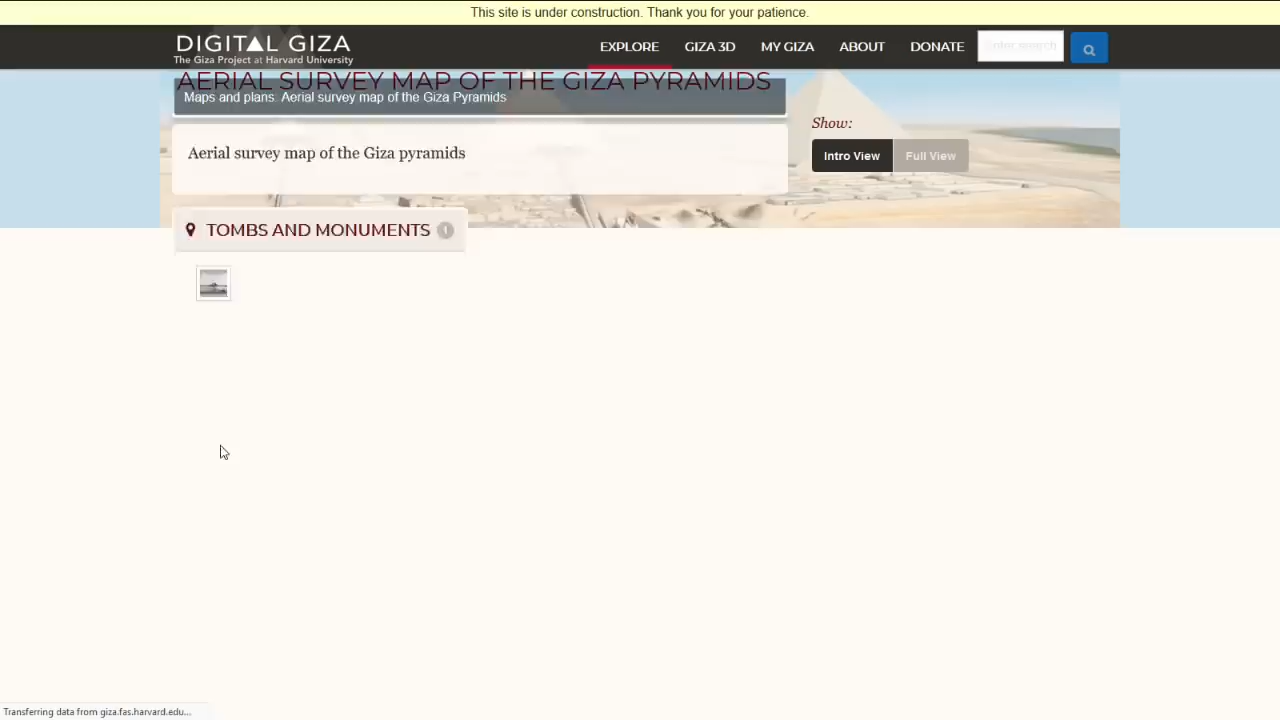 This site is under construction. Thank you for your patience.
DIGITAL GIZA
The Giza Project at Harvard University
EXPLORE GIZA 3D MY GIZA ABOUT DONATE Enter search
AERIAL SURVEY MAP OF THE GIZA PYRAMIDS
Maps and plans: Aerial survey map of the Giza Pyramids
Aerial survey map of the Giza pyramids
Show:
Intro View Full View
TOMBS AND MONUMENTS 1
Transferring data from giza.fas.harvard.edu...